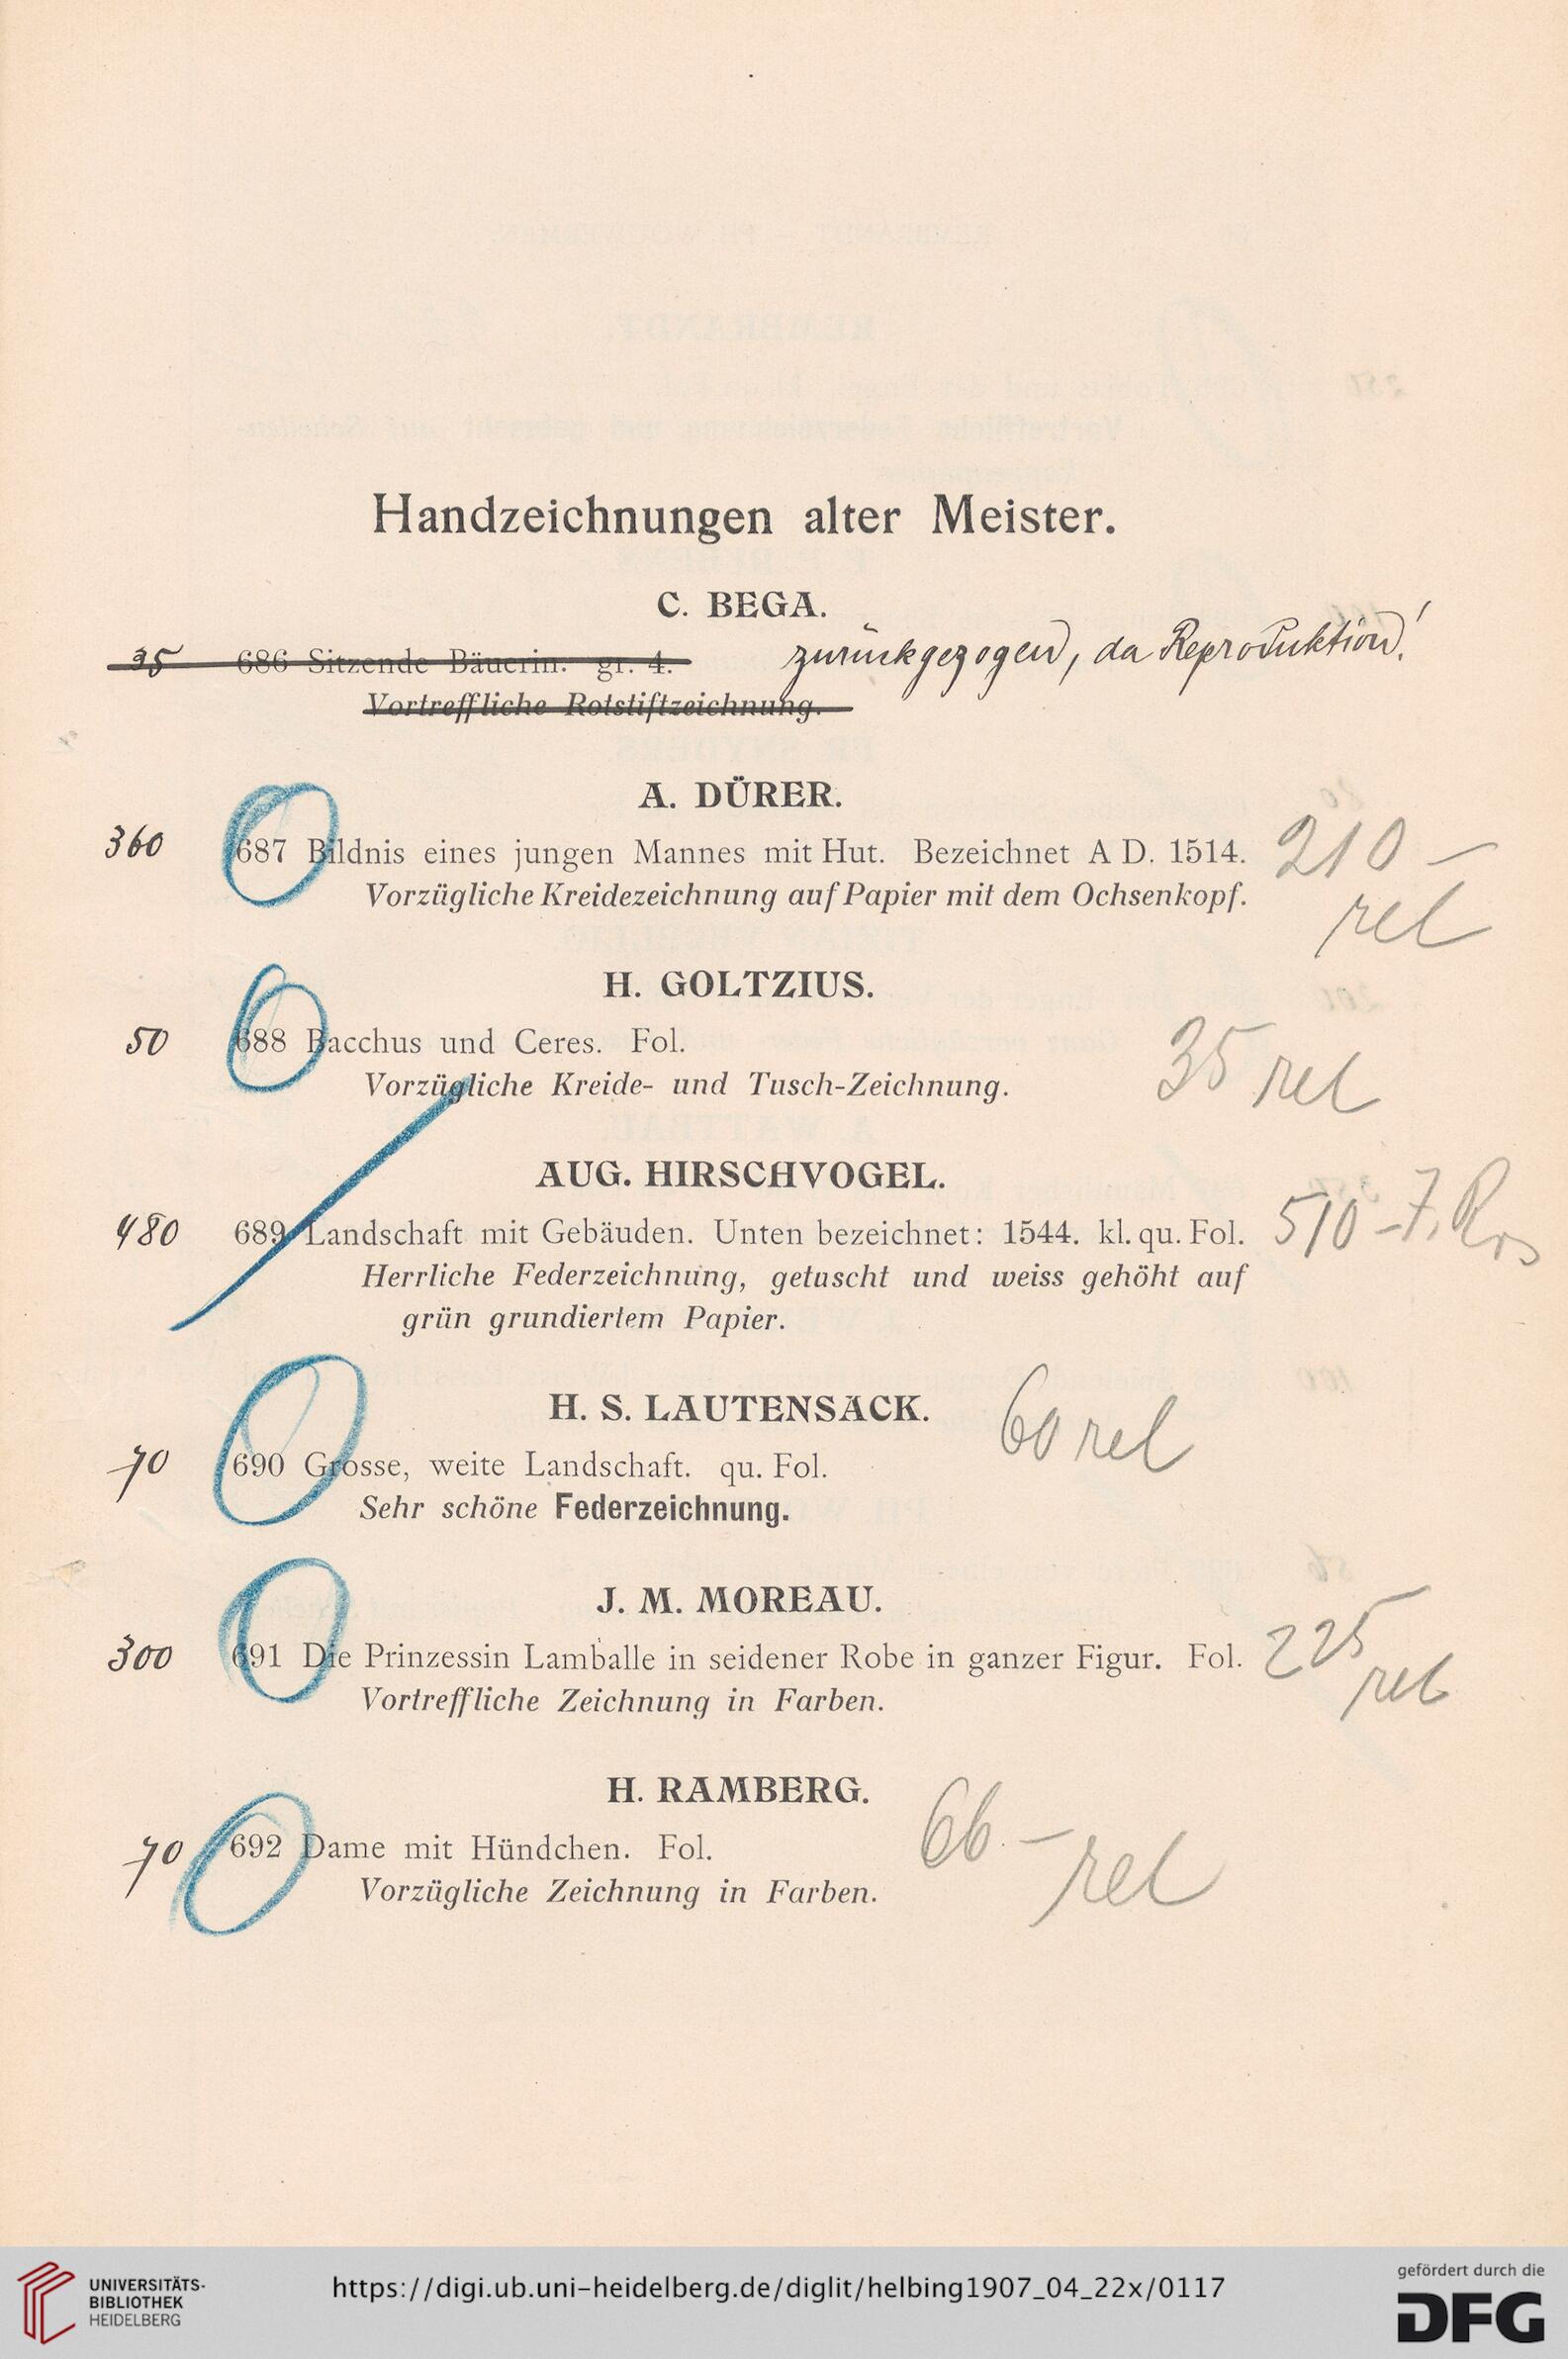 Handzeichnungen alter Meister.
C. BEGA.
35 686 Sitzende Bäuerin. gr. 4. zurückgezogen, da Reproduktion!
Vortreffliche Rotstiftzeichnung.
A. DÜRER.
360 687 Bildnis eines jungen Mannes mit Hut. Bezeichnet A D. 1514. 210 —
Vorzügliche Kreidezeichnung auf Papier mit dem Ochsenkopf. rel
H. GOLTZIUS.
50 688 Bacchus und Ceres. Fol. 35 rel
Vorzügliche Kreide- und Tusch-Zeichnung.
AUG. HIRSCHVOGEL.
480 689 Landschaft mit Gebäuden. Unten bezeichnet: 1544. kl. qu. Fol. 510 –
Herrliche Federzeichnung, getuscht und weiss gehöht auf
grün grundiertem Papier.
H. S. LAUTENSACK. 60 rel
70 690 Grosse, weite Landschaft. qu. Fol.
Sehr schöne Federzeichnung.
J. M. MOREAU.
300 691 Die Prinzessin Lamballe in seidener Robe in ganzer Figur. Fol. 225
Vortreffliche Zeichnung in Farben. rel
H. RAMBERG.
70 692 Dame mit Hündchen. Fol. 66.— rel
Vorzügliche Zeichnung in Farben.
UNIVERSITÄTS-
BIBLIOTHEK
HEIDELBERG
https://digi.ub.uni-heidelberg.de/diglit/helbing1907_04_22x/0117
gefördert durch die
DFG